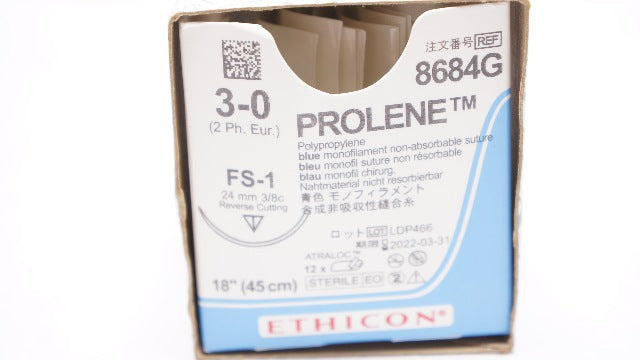 注文番号 REF
8684G
3-0
(2 Ph. Eur.)
PROLENE™
Polypropylene
blue monofilament non-absorbable suture
bleu monofil suture non résorbable
blau monofil chirurg.
Nahtmaterial nicht resorbierbar
青色 モノフィラメント
合成非吸収性縫合糸
FS-1
24 mm 3/8c
Reverse Cutting
ロット LOT LDP466
期限 2022-03-31
ATRALOC™
12 x
STERILE EO
2
18" (45 cm)
ETHICON